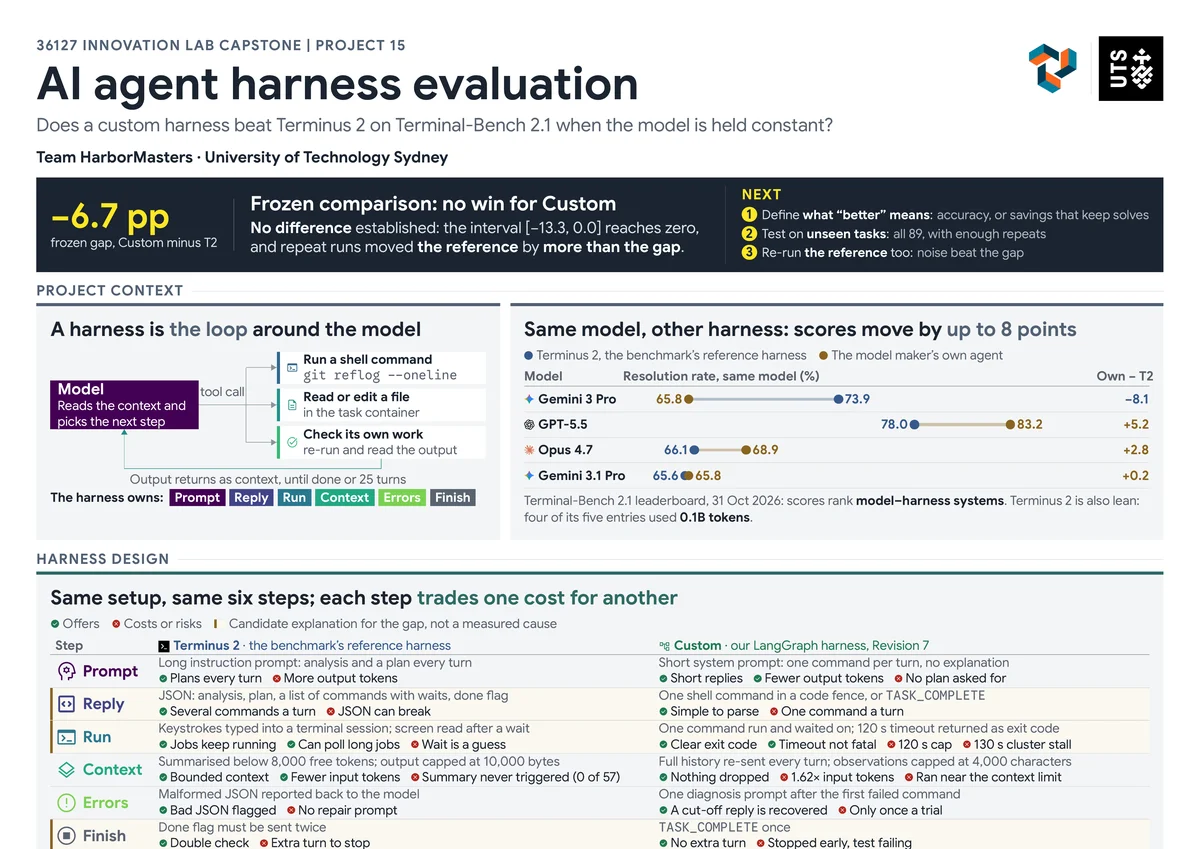 36127 INNOVATION LAB CAPSTONE | PROJECT 15
AI agent harness evaluation
Does a custom harness beat Terminus 2 on Terminal-Bench 2.1 when the model is held constant?
Team HarborMasters · University of Technology Sydney
UTS
−6.7 pp
frozen gap, Custom minus T2
Frozen comparison: no win for Custom
No difference established: the interval [−13.3, 0.0] reaches zero,
and repeat runs moved the reference by more than the gap.
NEXT
1 Define what “better” means: accuracy, or savings that keep solves
2 Test on unseen tasks: all 89, with enough repeats
3 Re-run the reference too: noise beat the gap
PROJECT CONTEXT
A harness is the loop around the model
Model
Reads the context and
picks the next step
tool call
Run a shell command
git reflog --oneline
Read or edit a file
in the task container
Check its own work
re-run and read the output
Output returns as context, until done or 25 turns
The harness owns: Prompt Reply Run Context Errors Finish
Same model, other harness: scores move by up to 8 points
Terminus 2, the benchmark’s reference harness The model maker’s own agent
Model Resolution rate, same model (%) Own – T2
Gemini 3 Pro 65.8 73.9 −8.1
GPT-5.5 78.0 83.2 +5.2
Opus 4.7 66.1 68.9 +2.8
Gemini 3.1 Pro 65.6 65.8 +0.2
Terminal-Bench 2.1 leaderboard, 31 Oct 2026: scores rank model–harness systems. Terminus 2 is also lean:
four of its five entries used 0.1B tokens.
HARNESS DESIGN
Same setup, same six steps; each step trades one cost for another
Offers Costs or risks Candidate explanation for the gap, not a measured cause
Step Terminus 2 · the benchmark’s reference harness Custom · our LangGraph harness, Revision 7
Prompt
Long instruction prompt: analysis and a plan every turn
Plans every turn More output tokens
Short system prompt: one command per turn, no explanation
Short replies Fewer output tokens No plan asked for
Reply
JSON: analysis, plan, a list of commands with waits, done flag
Several commands a turn JSON can break
One shell command in a code fence, or TASK_COMPLETE
Simple to parse One command a turn
Run
Keystrokes typed into a terminal session; screen read after a wait
Jobs keep running Can poll long jobs Wait is a guess
One command run and waited on; 120 s timeout returned as exit code
Clear exit code Timeout not fatal 120 s cap 130 s cluster stall
Context
Summarised below 8,000 free tokens; output capped at 10,000 bytes
Bounded context Fewer input tokens Summary never triggered (0 of 57)
Full history re-sent every turn; observations capped at 4,000 characters
Nothing dropped 1.62× input tokens Ran near the context limit
Errors
Malformed JSON reported back to the model
Bad JSON flagged No repair prompt
One diagnosis prompt after the first failed command
A cut-off reply is recovered Only once a trial
Finish
Done flag must be sent twice
Double check Extra turn to stop
TASK_COMPLETE once
No extra turn Stopped early, test failing